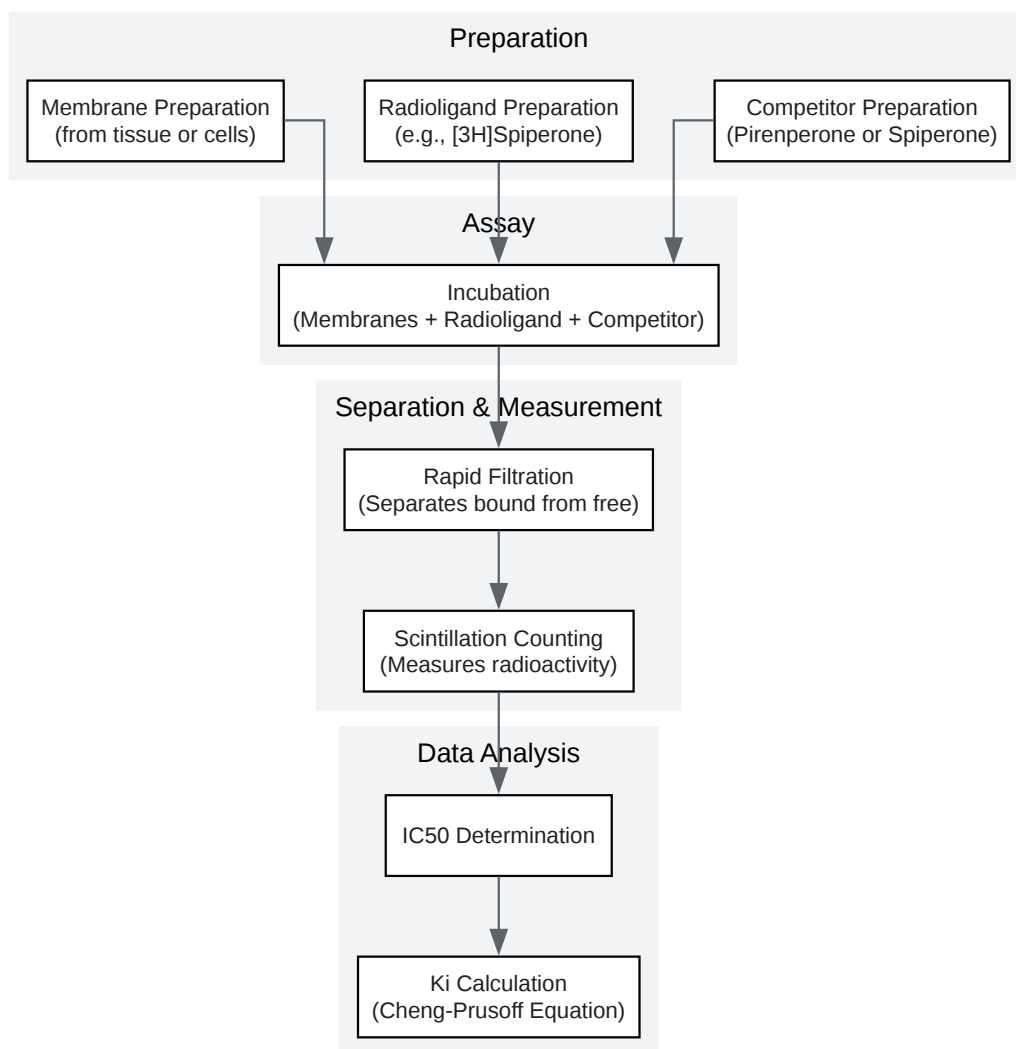 Preparation
Membrane Preparation
(from tissue or cells)
Radioligand Preparation
(e.g., [3H]Spiperone)
Competitor Preparation
(Pirenperone or Spiperone)
Assay
Incubation
(Membranes + Radioligand + Competitor)
Separation & Measurement
Rapid Filtration
(Separates bound from free)
Scintillation Counting
(Measures radioactivity)
Data Analysis
IC50 Determination
Ki Calculation
(Cheng-Prusoff Equation)